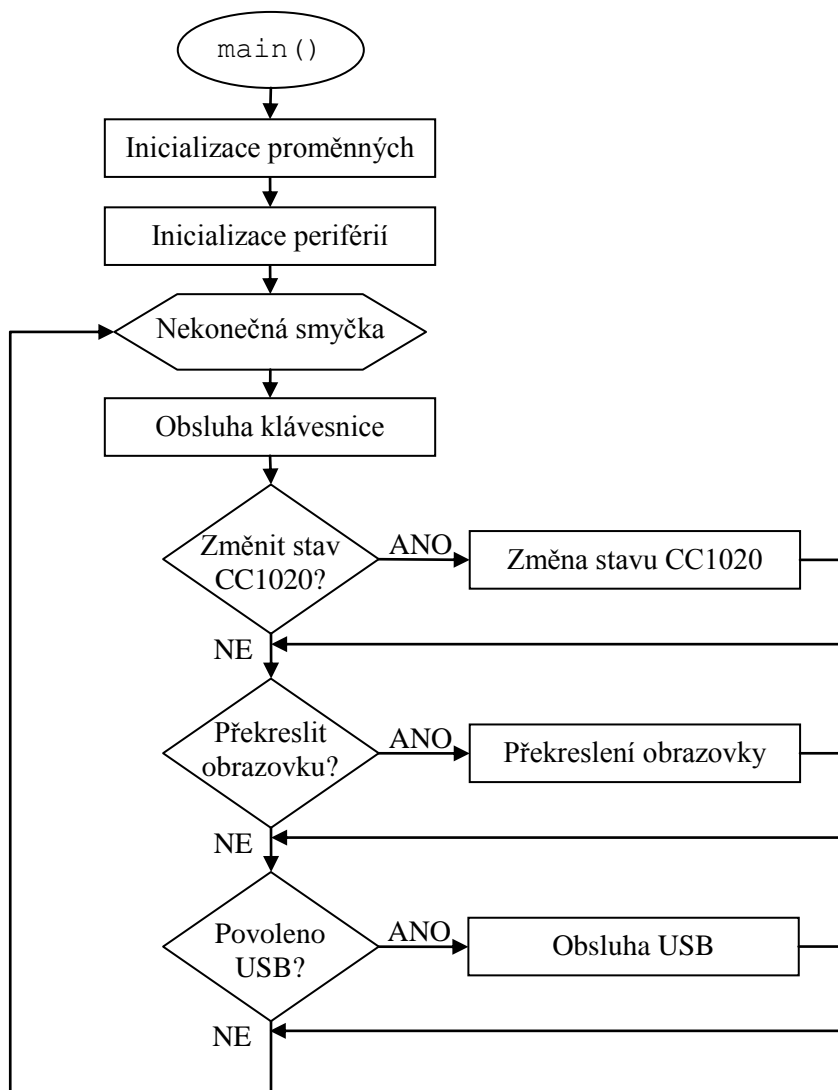 main()
Inicializace proměnných
Inicializace periférií
Nekonečná smyčka
Obsluha klávesnice
Změnit stav
CC1020?
ANO
Změna stavu CC1020
NE
Překreslit
obrazovku?
ANO
Překreslení obrazovky
NE
Povoleno
USB?
ANO
Obsluha USB
NE